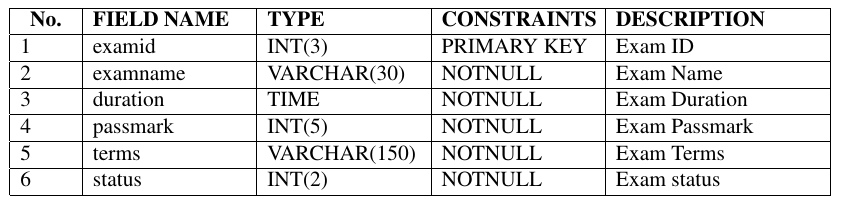 No. FIELD NAME TYPE CONSTRAINTS DESCRIPTION
1 examid INT(3) PRIMARY KEY Exam ID
2 examname VARCHAR(30) NOTNULL Exam Name
3 duration TIME NOTNULL Exam Duration
4 passmark INT(5) NOTNULL Exam Passmark
5 terms VARCHAR(150) NOTNULL Exam Terms
6 status INT(2) NOTNULL Exam status